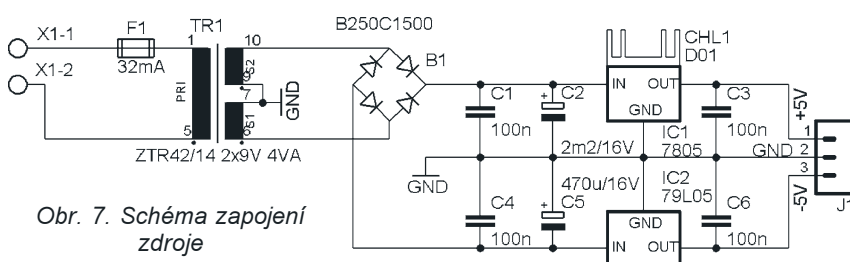 B250C1500
X1-1
F1
TR1
CHL1
D01
1
10
B1
32mA
X1-2
S2
9
7
PRI
GND
S1
5
6
IN
OUT
GND
C1
C2
C3
+5V
100n
100n
IC1
7805
1
GND
2
3
ZTR42/14 2x9V 4VA
2m2/16V
GND
470u/16V
IC2
79L05
-5V
J1
C4
C5
GND
C6
100n
IN
OUT
100n
+
+
Obr. 7. Schéma zapojení
zdroje